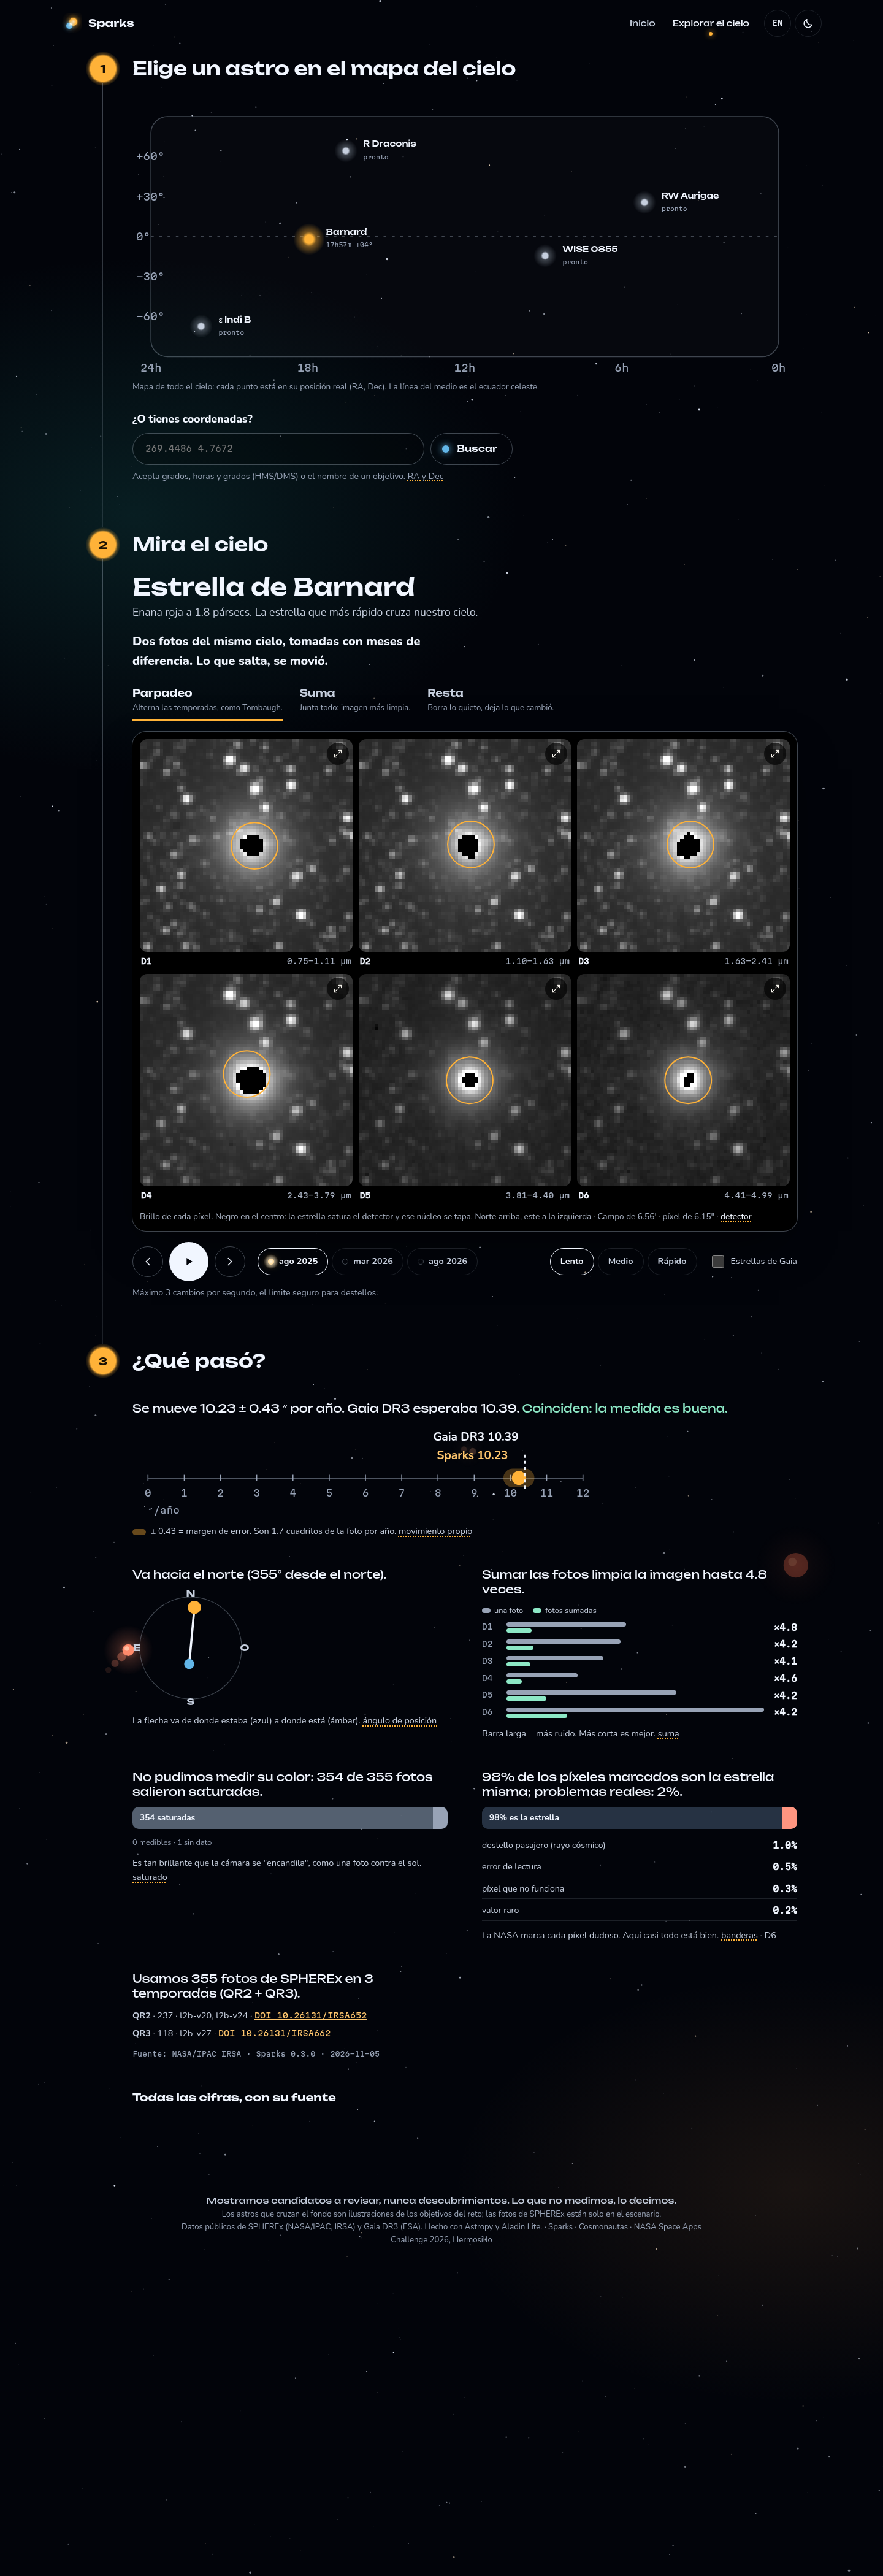 Sparks
Inicio
Explorar el cielo
EN
1
Elige un astro en el mapa del cielo
+60°
+30°
0°
−30°
−60°
R Draconis
pronto
RW Aurigae
pronto
Barnard
17h57m +04°
WISE 0855
pronto
ε Indi B
pronto
24h
18h
12h
6h
0h
Mapa de todo el cielo: cada punto está en su posición real (RA, Dec). La línea del medio es el ecuador celeste.
¿O tienes coordenadas?
269.4486 4.7672
Buscar
Acepta grados, horas y grados (HMS/DMS) o el nombre de un objetivo. RA y Dec
2
Mira el cielo
Estrella de Barnard
Enana roja a 1.8 pársecs. La estrella que más rápido cruza nuestro cielo.
Dos fotos del mismo cielo, tomadas con meses de
diferencia. Lo que salta, se movió.
Parpadeo
Alterna las temporadas, como Tombaugh.
Suma
Junta todo: imagen más limpia.
Resta
Borra lo quieto, deja lo que cambió.
D1
0.75–1.11 µm
D2
1.10–1.63 µm
D3
1.63–2.41 µm
D4
2.43–3.79 µm
D5
3.81–4.40 µm
D6
4.41–4.99 µm
Brillo de cada píxel. Negro en el centro: la estrella satura el detector y ese núcleo se tapa. Norte arriba, este a la izquierda · Campo de 6.56' · píxel de 6.15" · detector
ago 2025
mar 2026
ago 2026
Lento
Medio
Rápido
Estrellas de Gaia
Máximo 3 cambios por segundo, el límite seguro para destellos.
3
¿Qué pasó?
Se mueve 10.23 ± 0.43 ″ por año. Gaia DR3 esperaba 10.39. Coinciden: la medida es buena.
Gaia DR3 10.39
Sparks 10.23
0 1 2 3 4 5 6 7 8 9 10 11 12
″/año
± 0.43 = margen de error. Son 1.7 cuadritos de la foto por año. movimiento propio
Va hacia el norte (355° desde el norte).
N
E
O
S
La flecha va de donde estaba (azul) a donde está (ámbar). ángulo de posición
Sumar las fotos limpia la imagen hasta 4.8
veces.
una foto
fotos sumadas
D1 ×4.8
D2 ×4.2
D3 ×4.1
D4 ×4.6
D5 ×4.2
D6 ×4.2
Barra larga = más ruido. Más corta es mejor. suma
No pudimos medir su color: 354 de 355 fotos
salieron saturadas.
354 saturadas
0 medibles · 1 sin dato
Es tan brillante que la cámara se "encandila", como una foto contra el sol.
saturado
98% de los píxeles marcados son la estrella
misma; problemas reales: 2%.
98% es la estrella
destello pasajero (rayo cósmico) 1.0%
error de lectura 0.5%
píxel que no funciona 0.3%
valor raro 0.2%
La NASA marca cada píxel dudoso. Aquí casi todo está bien. banderas · D6
Usamos 355 fotos de SPHEREx en 3
temporadas (QR2 + QR3).
QR2 · 237 · l2b-v20, l2b-v24 · DOI 10.26131/IRSA652
QR3 · 118 · l2b-v27 · DOI 10.26131/IRSA662
Fuente: NASA/IPAC IRSA · Sparks 0.3.0 · 2026-11-05
Todas las cifras, con su fuente
Mostramos candidatos a revisar, nunca descubrimientos. Lo que no medimos, lo decimos.
Los astros que cruzan el fondo son ilustraciones de los objetivos del reto; las fotos de SPHEREx están solo en el escenario.
Datos públicos de SPHEREx (NASA/IPAC, IRSA) y Gaia DR3 (ESA). Hecho con Astropy y Aladin Lite. · Sparks · Cosmonautas · NASA Space Apps
Challenge 2026, Hermosillo